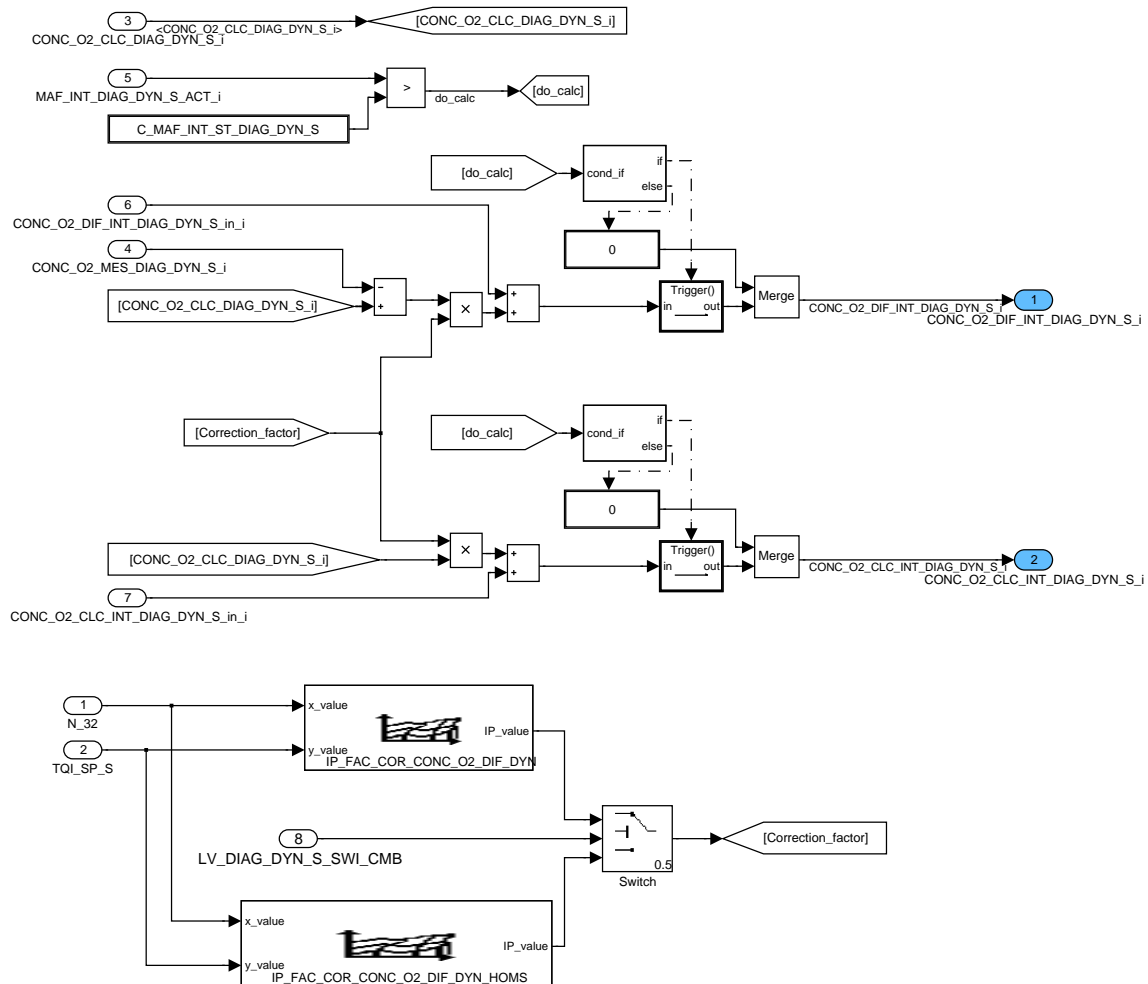 3
<CONC_O2_CLC_DIAG_DYN_S_i>
CONC_O2_CLC_DIAG_DYN_S_i
[CONC_O2_CLC_DIAG_DYN_S_i]
5
MAF_INT_DIAG_DYN_S_ACT_i
>
do_calc
[do_calc]
C_MAF_INT_ST_DIAG_DYN_S
[do_calc]
cond_if
if
else
6
CONC_O2_DIF_INT_DIAG_DYN_S_in_i
0
4
CONC_O2_MES_DIAG_DYN_S_i
[CONC_O2_CLC_DIAG_DYN_S_i]
−
+
×
+
+
Trigger()
in
out
Merge
CONC_O2_DIF_INT_DIAG_DYN_S_i
1
CONC_O2_DIF_INT_DIAG_DYN_S_i
[Correction_factor]
[do_calc]
cond_if
if
else
0
[CONC_O2_CLC_DIAG_DYN_S_i]
×
+
+
Trigger()
in
out
Merge
CONC_O2_CLC_INT_DIAG_DYN_S_i
2
CONC_O2_CLC_INT_DIAG_DYN_S_i
7
CONC_O2_CLC_INT_DIAG_DYN_S_in_i
1
N_32
2
TQI_SP_S
x_value
y_value
IP_value
IP_FAC_COR_CONC_O2_DIF_DYN
8
LV_DIAG_DYN_S_SWI_CMB
0.5
Switch
[Correction_factor]
x_value
y_value
IP_value
IP_FAC_COR_CONC_O2_DIF_DYN_HOMS